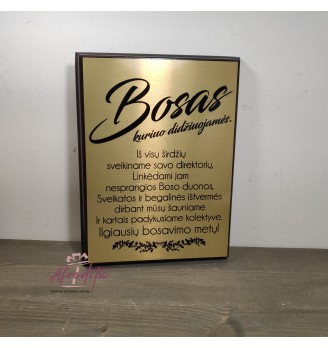 Bosas
kuriuo didžiuojamės.
Iš visų širdžių
sveikiname savo direktorių,
Linkėdami jam
nesprangios Boso duonos,
Sveikatos ir begalinės ištvermės
dirbant mūsų šauniame
Ir kartais padykusiame kolektyve.
Ilgiausių bosavimo metų!